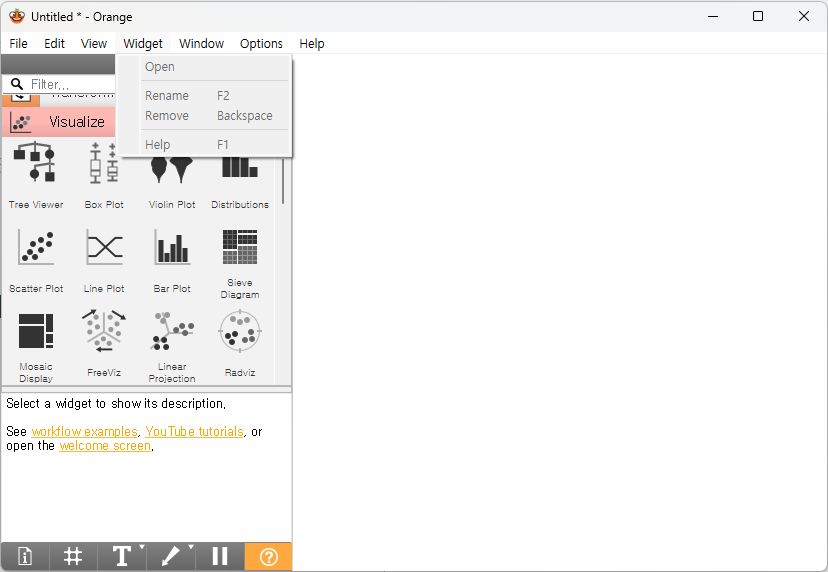 Untitled * - Orange
File Edit View Widget Window Options Help
Open
Rename F2
Remove Backspace
Help F1
Filter...
Transform
Visualize
Tree Viewer Box Plot Violin Plot Distributions
Scatter Plot Line Plot Bar Plot Sieve
Diagram
Mosaic
Display FreeViz Linear
Projection Radviz
Select a widget to show its description.
See workflow examples, YouTube tutorials, or
open the welcome screen.
T